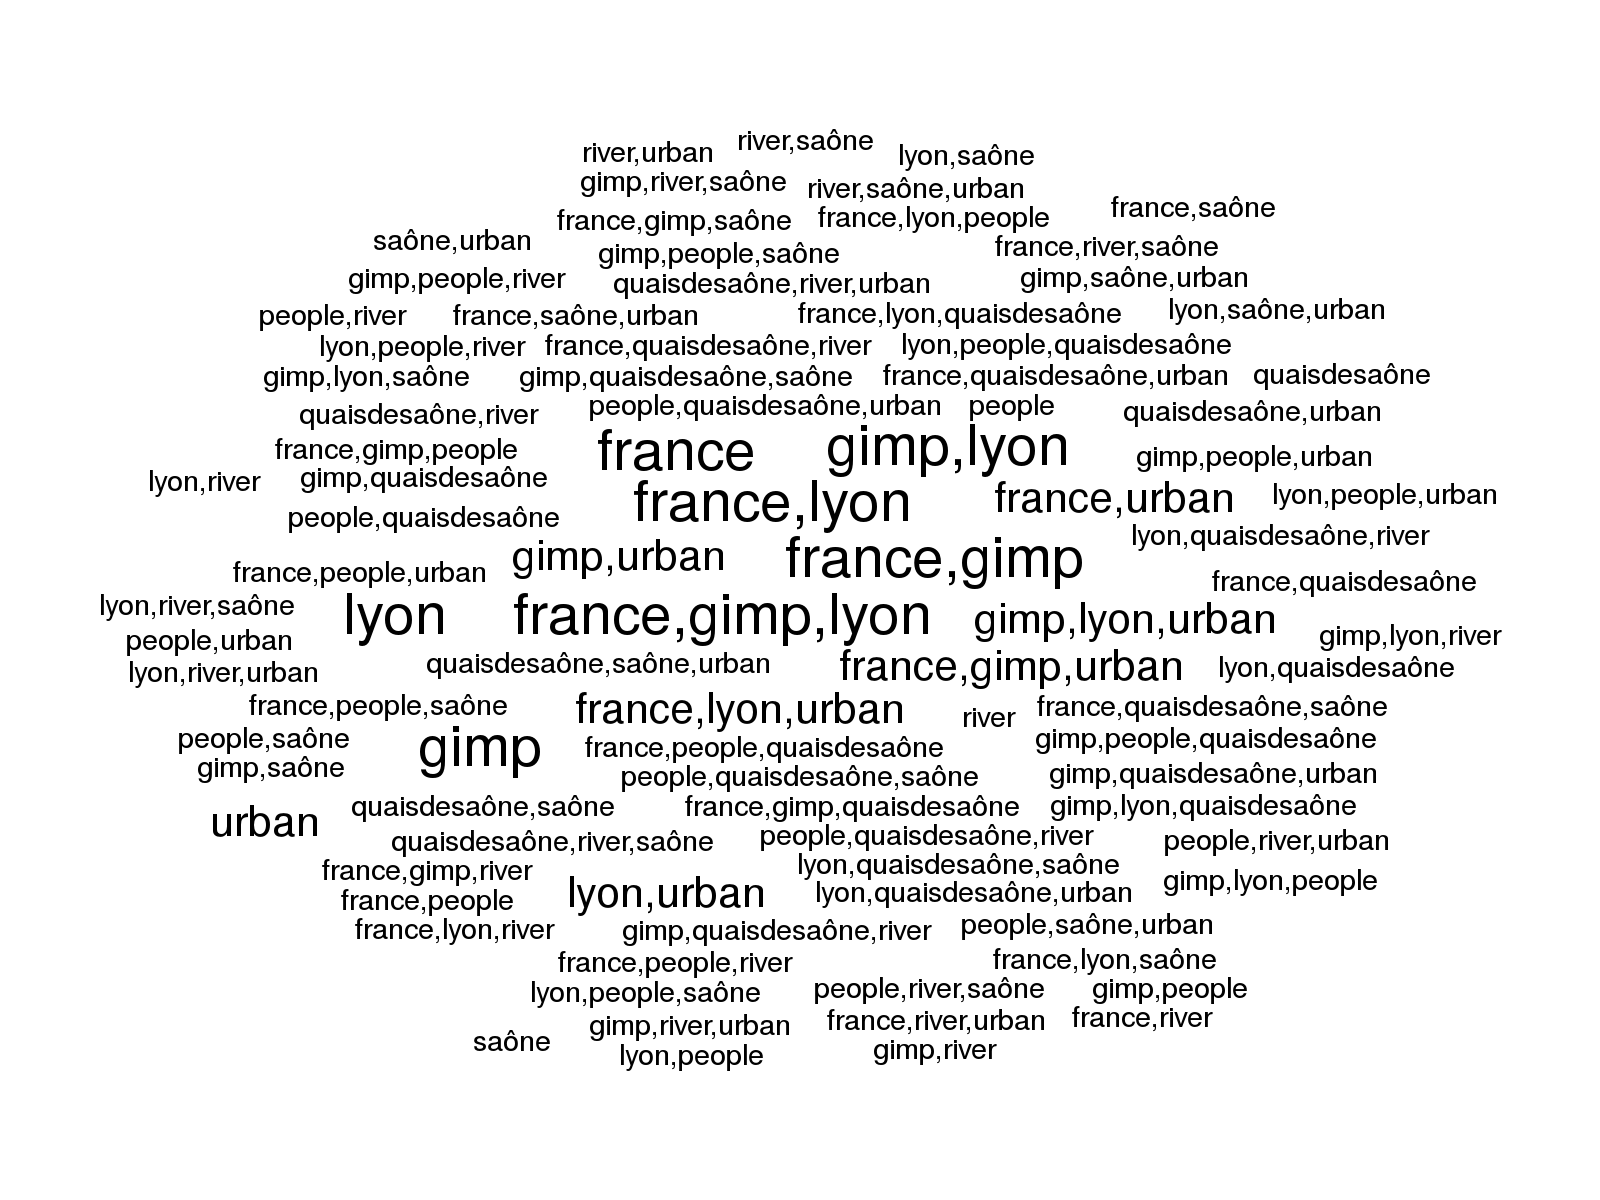 river,saône
river,urban
lyon,saône
gimp,river,saône
river,saône,urban
france,saône
france,gimp,saône
france,lyon,people
saône,urban
france,river,saône
gimp,people,saône
gimp,people,river
gimp,saône,urban
quaisdesaône,river,urban
people,river
france,saône,urban
france,lyon,quaisdesaône
lyon,saône,urban
lyon,people,river
france,quaisdesaône,river
lyon,people,quaisdesaône
gimp,lyon,saône
gimp,quaisdesaône,saône
france,quaisdesaône,urban
quaisdesaône
quaisdesaône,river
people,quaisdesaône,urban
people
quaisdesaône,urban
france,gimp,people
france
gimp,lyon
gimp,people,urban
lyon,river
gimp,quaisdesaône
france,lyon
france,urban
lyon,people,urban
people,quaisdesaône
lyon,quaisdesaône,river
gimp,urban
france,gimp
france,people,urban
france,quaisdesaône
lyon,river,saône
lyon
france,gimp,lyon
gimp,lyon,urban
gimp,lyon,river
people,urban
lyon,river,urban
quaisdesaône,saône,urban
france,gimp,urban
lyon,quaisdesaône
france,people,saône
france,lyon,urban
river
france,quaisdesaône,saône
people,saône
gimp
france,people,quaisdesaône
gimp,people,quaisdesaône
gimp,saône
people,quaisdesaône,saône
gimp,quaisdesaône,urban
urban
quaisdesaône,saône
france,gimp,quaisdesaône
gimp,lyon,quaisdesaône
quaisdesaône,river,saône
people,quaisdesaône,river
people,river,urban
france,gimp,river
lyon,quaisdesaône,saône
gimp,lyon,people
france,people
lyon,urban
lyon,quaisdesaône,urban
france,lyon,river
gimp,quaisdesaône,river
people,saône,urban
france,people,river
france,lyon,saône
lyon,people,saône
people,river,saône
gimp,people
saône
gimp,river,urban
france,river,urban
france,river
lyon,people
gimp,river